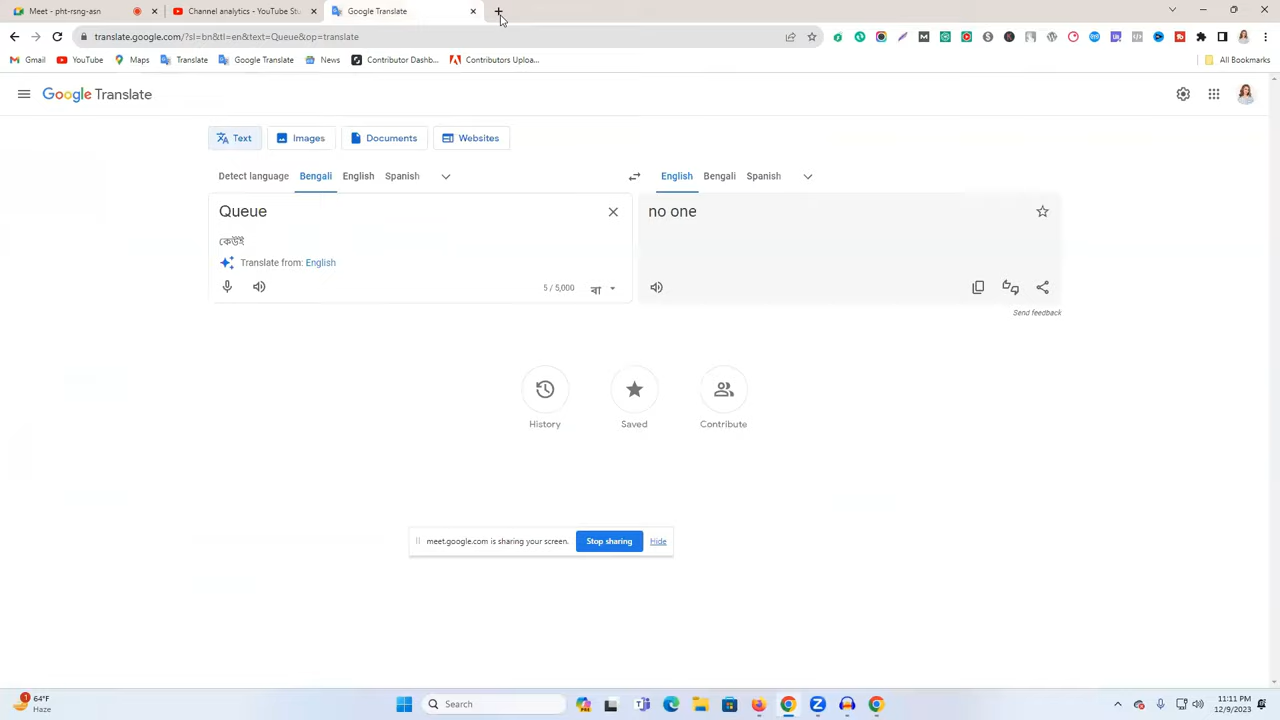 Meet - pht-rsng-asn
Channel analytics - YouTube Stu
Google Translate
translate.google.com/?sl=bn&tl=en&text=Queue&op=translate
Gmail
YouTube
Maps
Translate
Google Translate
News
Contributor Dashb...
Contributors Uploa...
All Bookmarks
Google Translate
Text
Images
Documents
Websites
Detect language
Bengali
English
Spanish
English
Bengali
Spanish
Queue
no one
কেউই
Translate from: English
5 / 5,000
বা
Send feedback
History
Saved
Contribute
meet.google.com is sharing your screen.
Stop sharing
Hide
1
64°F
Haze
Search
11:11 PM
12/9/2023